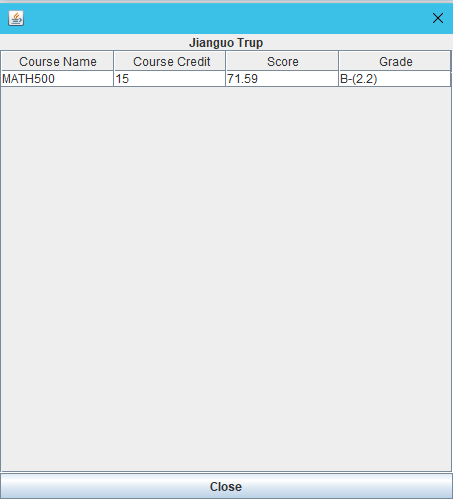 Jianguo Trup
Course Name Course Credit Score Grade
MATH500 15 71.59 B-(2.2)
Close